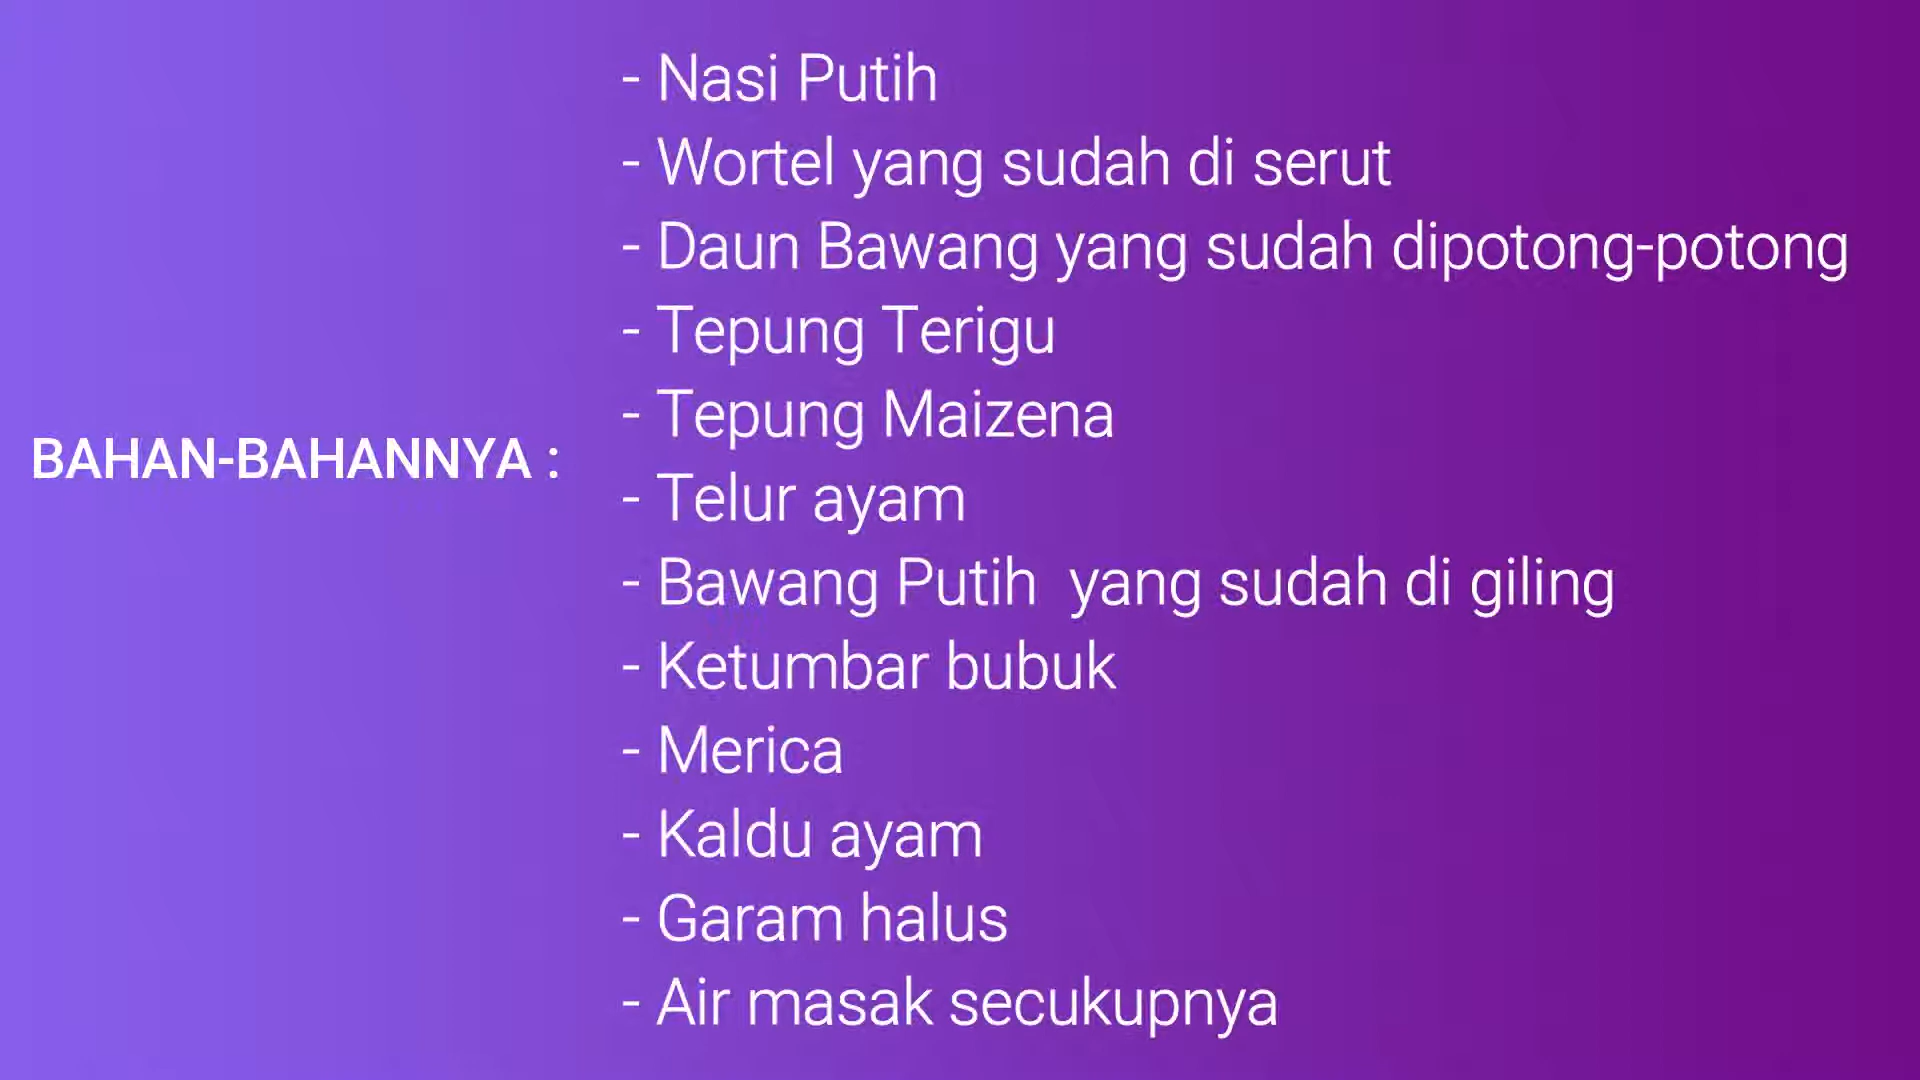 BAHAN-BAHANNYA :
- Nasi Putih
- Wortel yang sudah di serut
- Daun Bawang yang sudah dipotong-potong
- Tepung Terigu
- Tepung Maizena
- Telur ayam
- Bawang Putih  yang sudah di giling
- Ketumbar bubuk
- Merica
- Kaldu ayam
- Garam halus
- Air masak secukupnya